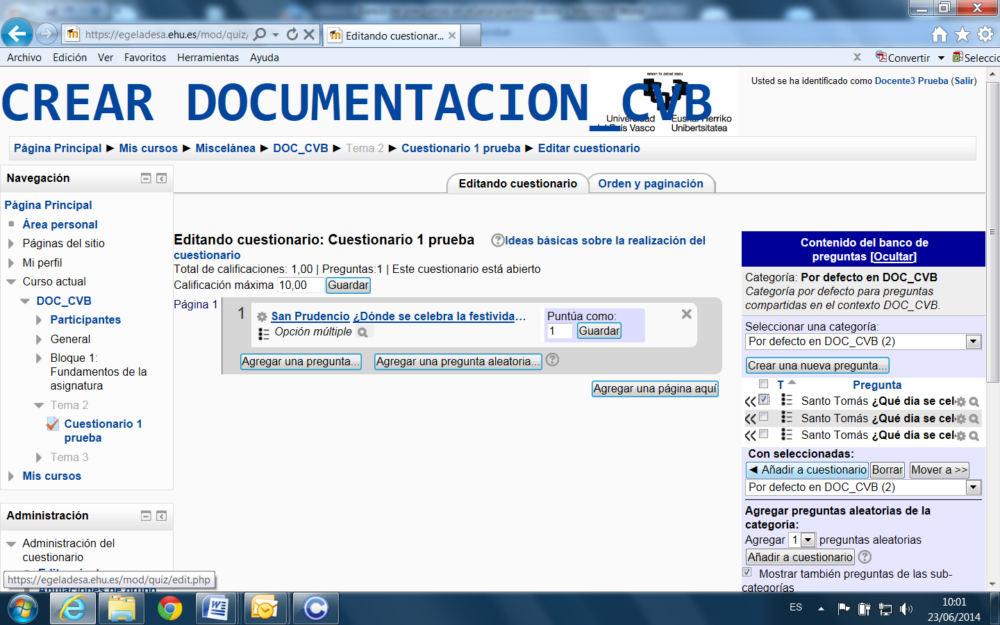 https://egeladesa.ehu.es/mod/quiz/
Editando cuestionar...
Archivo Edición Ver Favoritos Herramientas Ayuda
Convertir
Selecc
CREAR DOCUMENTACION_CVB
eman ta zabal zazu
Universidad del País Vasco
Euskal Herriko Unibertsitatea
Usted se ha identificado como Docente3 Prueba (Salir)
Página Principal ► Mis cursos ► Miscelánea ► DOC_CVB ► Tema 2 ► Cuestionario 1 prueba ► Editar cuestionario
Navegación
Página Principal
Área personal
Páginas del sitio
Mi perfil
Curso actual
DOC_CVB
Participantes
General
Bloque 1:
Fundamentos de la
asignatura
Tema 2
Cuestionario 1
prueba
Tema 3
Mis cursos
Administración
Administración del
cuestionario
https://egeladesa.ehu.es/mod/quiz/edit.php
Editando cuestionario
Orden y paginación
Editando cuestionario: Cuestionario 1 prueba
Ideas básicas sobre la realización del
cuestionario
Total de calificaciones: 1,00 | Preguntas:1 | Este cuestionario está abierto
Calificación máxima 10,00 Guardar
Página 1
1
San Prudencio ¿Dónde se celebra la festivida...
Opción múltiple
Puntúa como:
1 Guardar
Agregar una pregunta...
Agregar una pregunta aleatoria...
Agregar una página aquí
Contenido del banco de
preguntas [Ocultar]
Categoría: Por defecto en DOC_CVB
Categoría por defecto para preguntas
compartidas en el contexto DOC_CVB.
Seleccionar una categoría:
Por defecto en DOC_CVB (2)
Crear una nueva pregunta...
T Pregunta
Santo Tomás ¿Qué día se cel
Santo Tomás ¿Qué día se cel
Santo Tomás ¿Qué día se cel
Con seleccionadas:
◄ Añadir a cuestionario Borrar Mover a >>
Por defecto en DOC_CVB (2)
Agregar preguntas aleatorias de la
categoría:
Agregar 1 preguntas aleatorias
Añadir a cuestionario
Mostrar también preguntas de las sub-
categorías
ES
10:01
23/06/2014